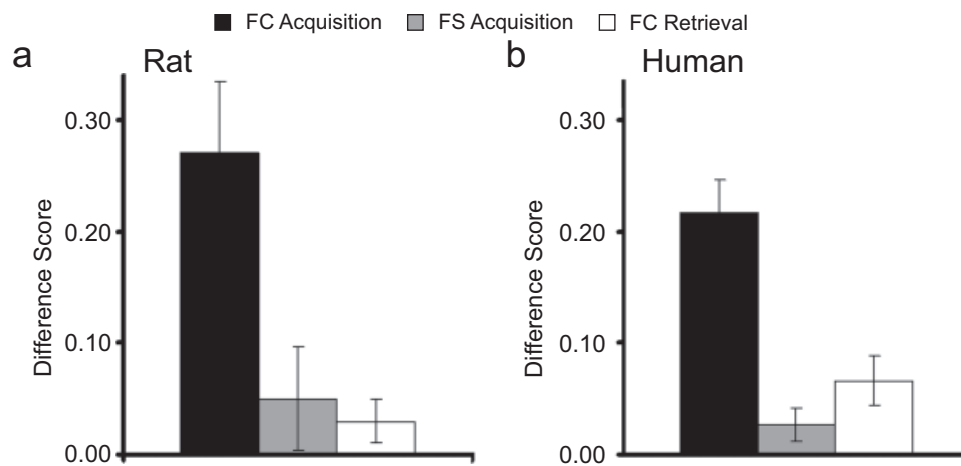 FC Acquisition FS Acquisition FC Retrieval
a Rat
0.30
0.20
0.10
0.00
Difference Score
b Human
0.30
0.20
0.10
0.00
Difference Score